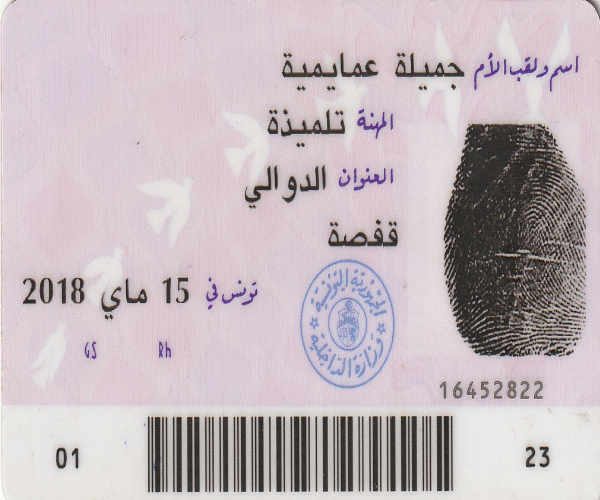 اسم ولقب الأم جميلة عمايمية
المهنة تلميذة
العنوان الدوالي
قفصة
تونس في 15 ماي 2018
GS Rh
الجمهورية التونسية
وزارة الداخلية
16452822
01 23